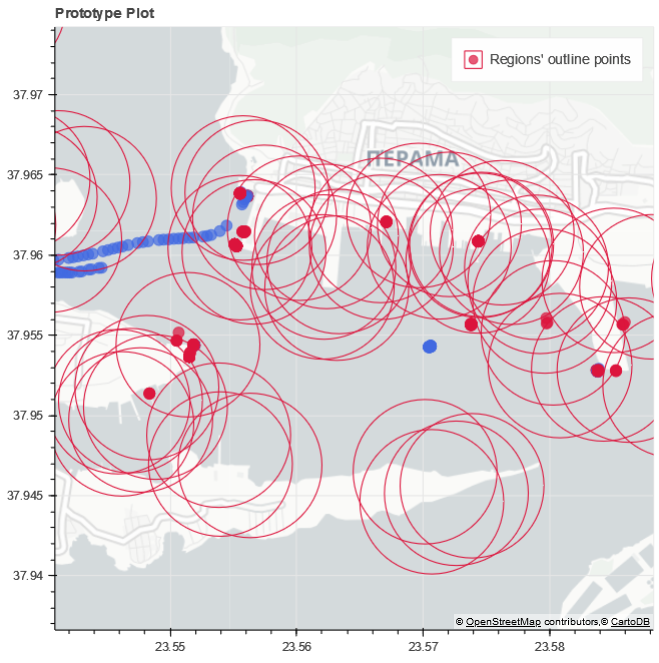 Prototype Plot
Regions' outline points
ΠΕΡΑΜΑ
37.97
37.965
37.96
37.955
37.95
37.945
37.94
© OpenStreetMap contributors,© CartoDB
23.55
23.56
23.57
23.58